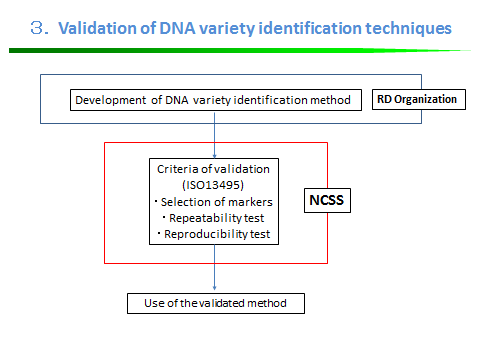 ３. Validation of DNA variety identification techniques
Development of DNA variety identification method
RD Organization
Criteria of validation
(ISO13495)
・Selection of markers
・Repeatability test
・Reproducibility test
NCSS
Use of the validated method